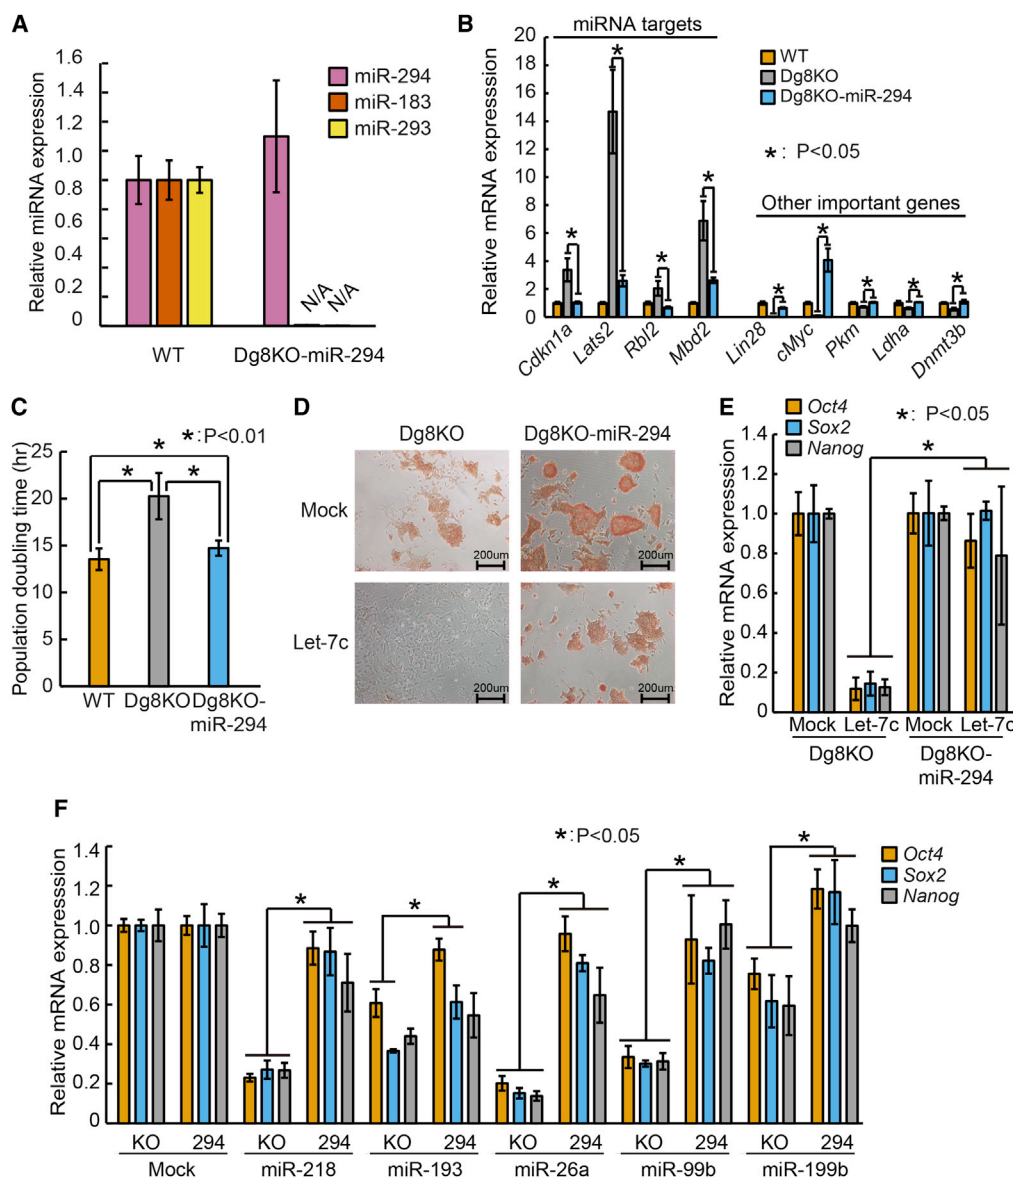 A
Relative miRNA expression
1.6
1.4
1.2
1.0
0.8
0.6
0.4
0.2
0
miR-294
miR-183
miR-293
N/A
N/A
WT
Dg8KO-miR-294
B
miRNA targets
Relative mRNA expresssion
20
18
16
14
12
10
8
6
4
2
0
*
*
*
*
WT
Dg8KO
Dg8KO-miR-294
*: P<0.05
Other important genes
*
*
*
*
*
Cdkn1a
Lats2
Rbl2
Mbd2
Lin28
cMyc
Pkm
Ldha
Dnmt3b
C
Population doubling time (hr)
25
20
15
10
5
0
*:P<0.01
*
*
*
WT
Dg8KO
Dg8KO-
miR-294
D
Dg8KO
Dg8KO-miR-294
Mock
200um
200um
Let-7c
200um
200um
E
Oct4
Sox2
Nanog
*: P<0.05
Relative mRNA expresssion
1.4
1.2
1.0
0.8
0.6
0.4
0.2
0
*
Mock Let-7c
Mock Let-7c
Dg8KO
Dg8KO-
miR-294
F
*:P<0.05
Relative mRNA expresssion
1.4
1.2
1.0
0.8
0.6
0.4
0.2
0
*
*
*
*
*
Oct4
Sox2
Nanog
KO 294
KO 294
KO 294
KO 294
KO 294
KO 294
Mock
miR-218
miR-193
miR-26a
miR-99b
miR-199b